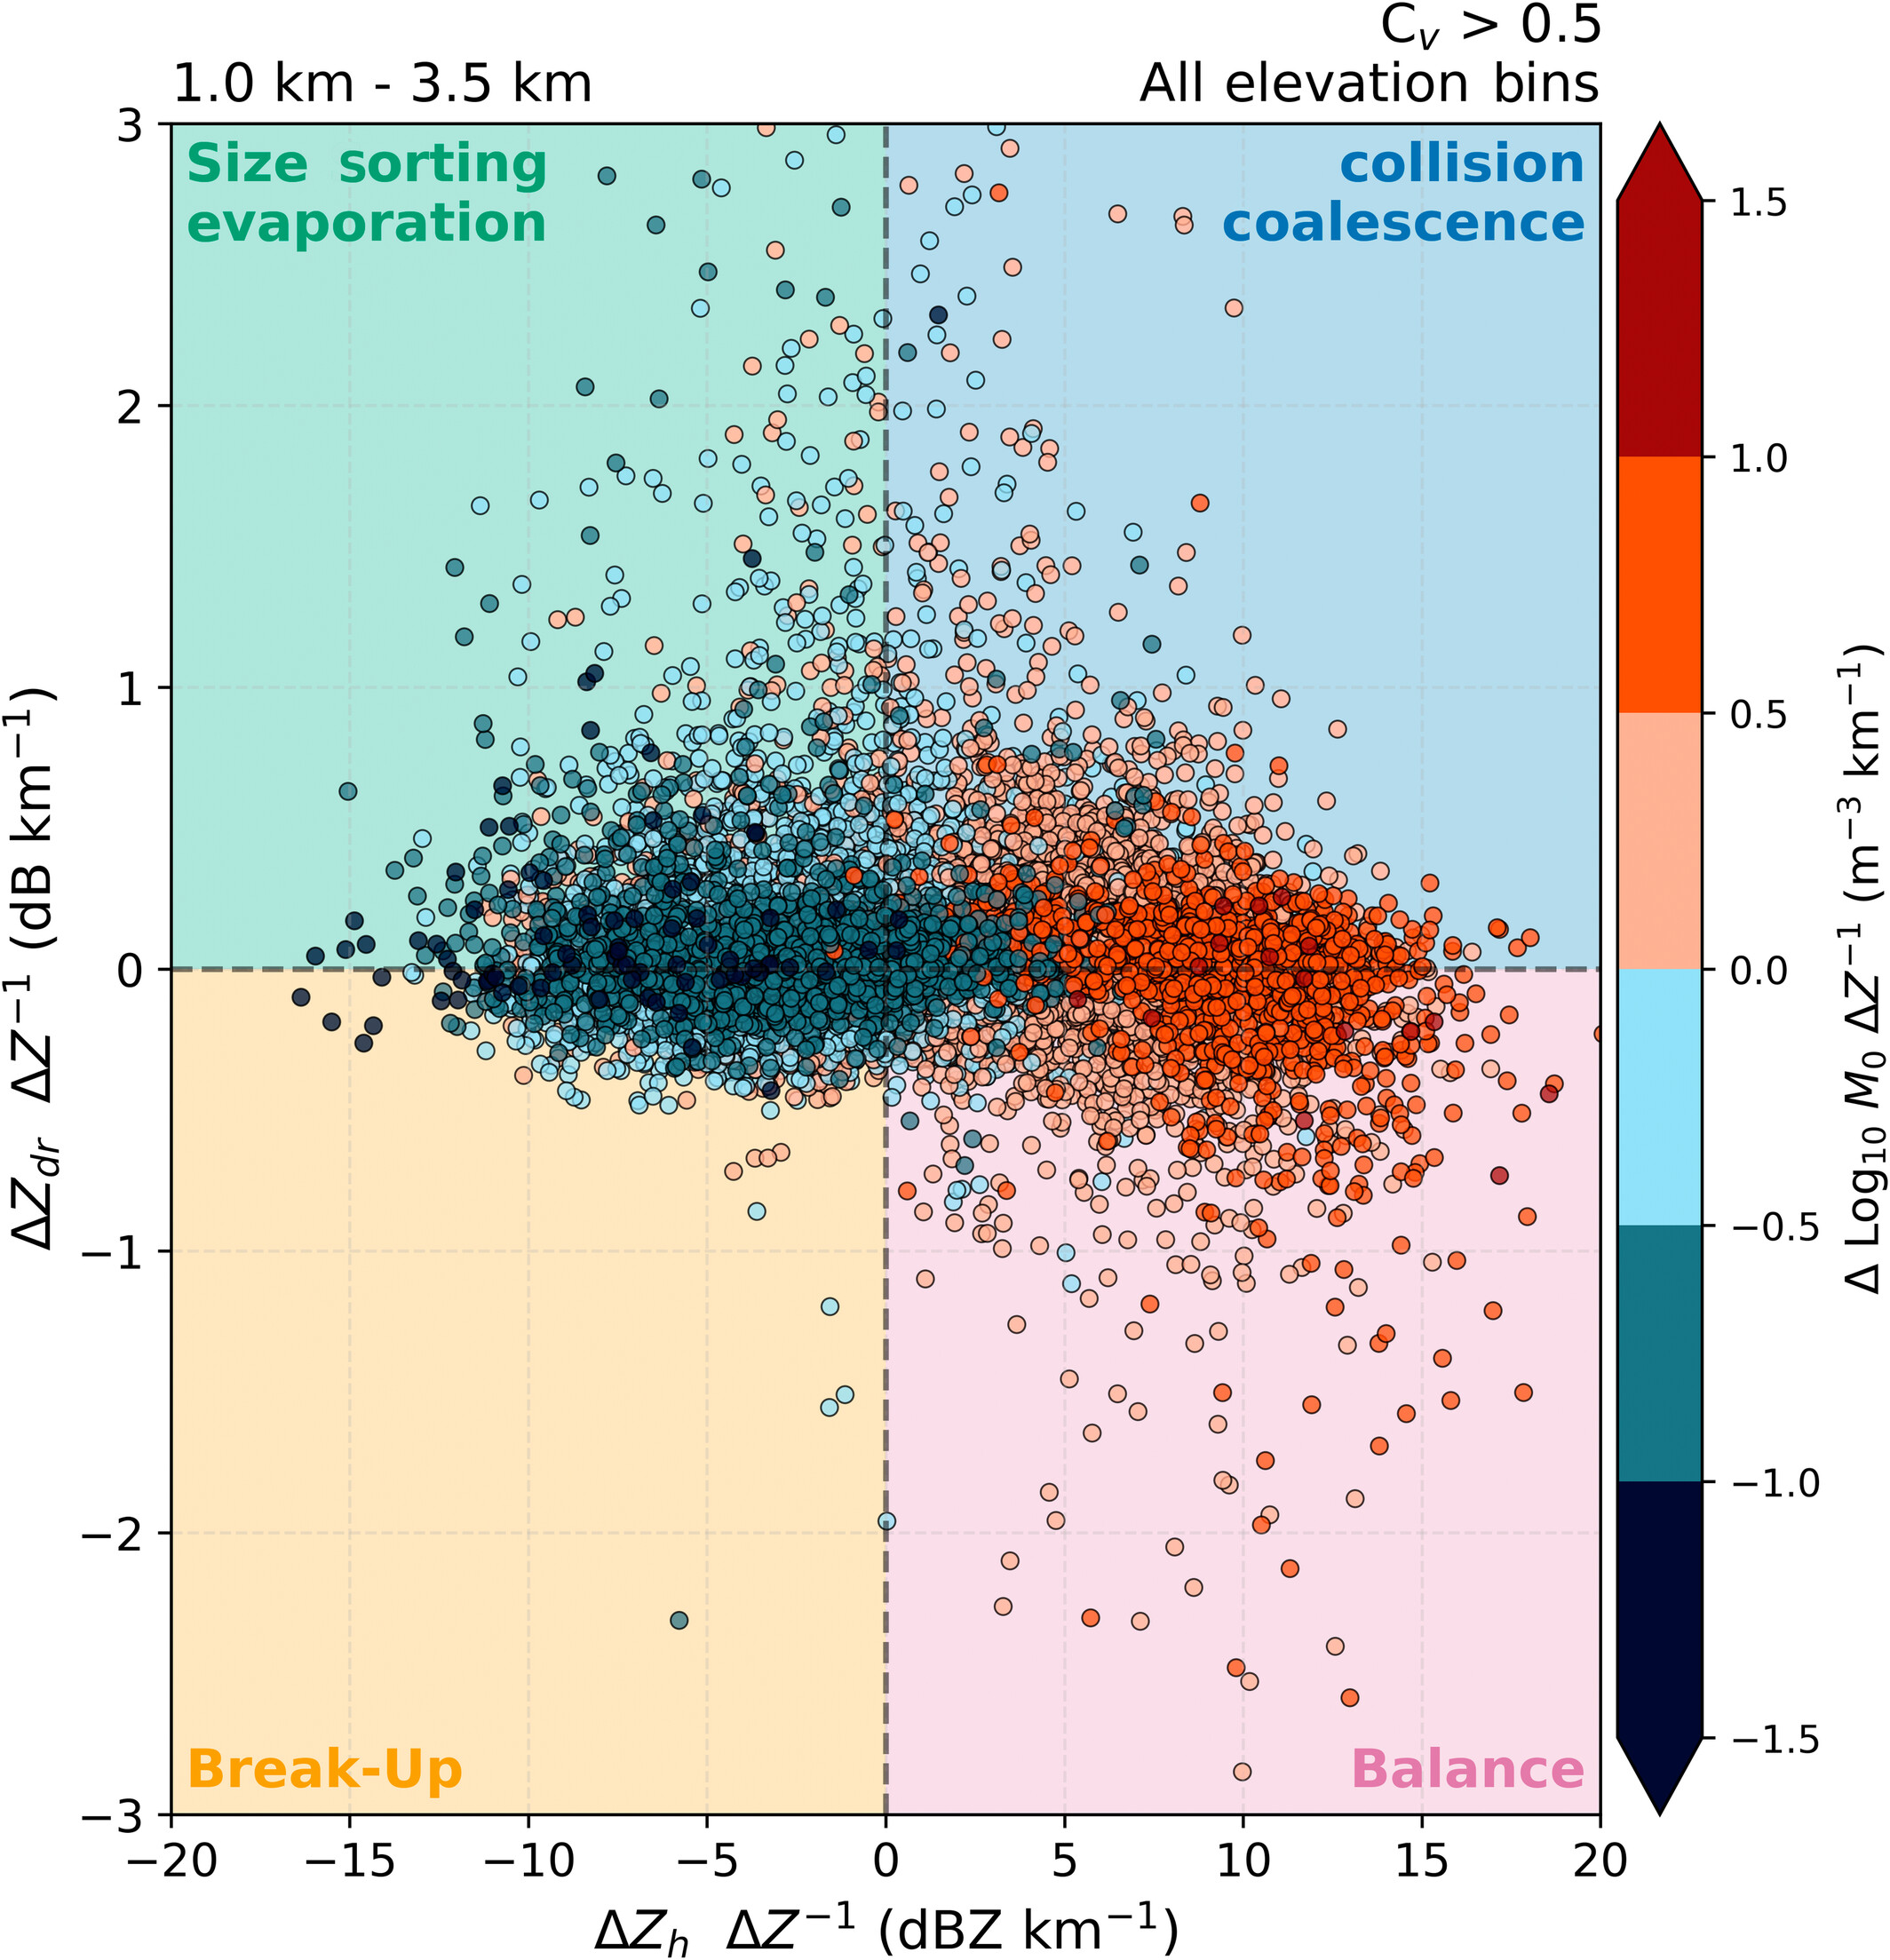 C_v > 0.5
1.0 km - 3.5 km All elevation bins
Size sorting
evaporation
collision
coalescence
Break-Up
Balance
3
2
1
0
−1
−2
−3
ΔZ_dr ΔZ⁻¹ (dB km⁻¹)
−20 −15 −10 −5 0 5 10 15 20
ΔZ_h ΔZ⁻¹ (dBZ km⁻¹)
1.5
1.0
0.5
0.0
−0.5
−1.0
−1.5
Δ Log₁₀ M₀ ΔZ⁻¹ (m⁻³ km⁻¹)